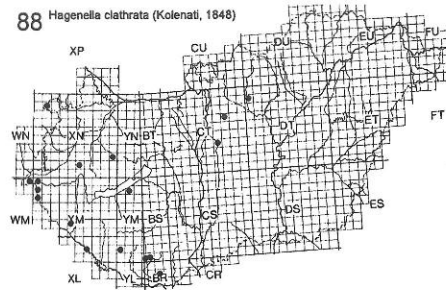 88 Hagenella clathrata (Kolenati, 1848)
XP CU DU EU FU
WN XN YN BT CT DT ET FT
WM XM YM BS CS DS ES
XL YL BR CR